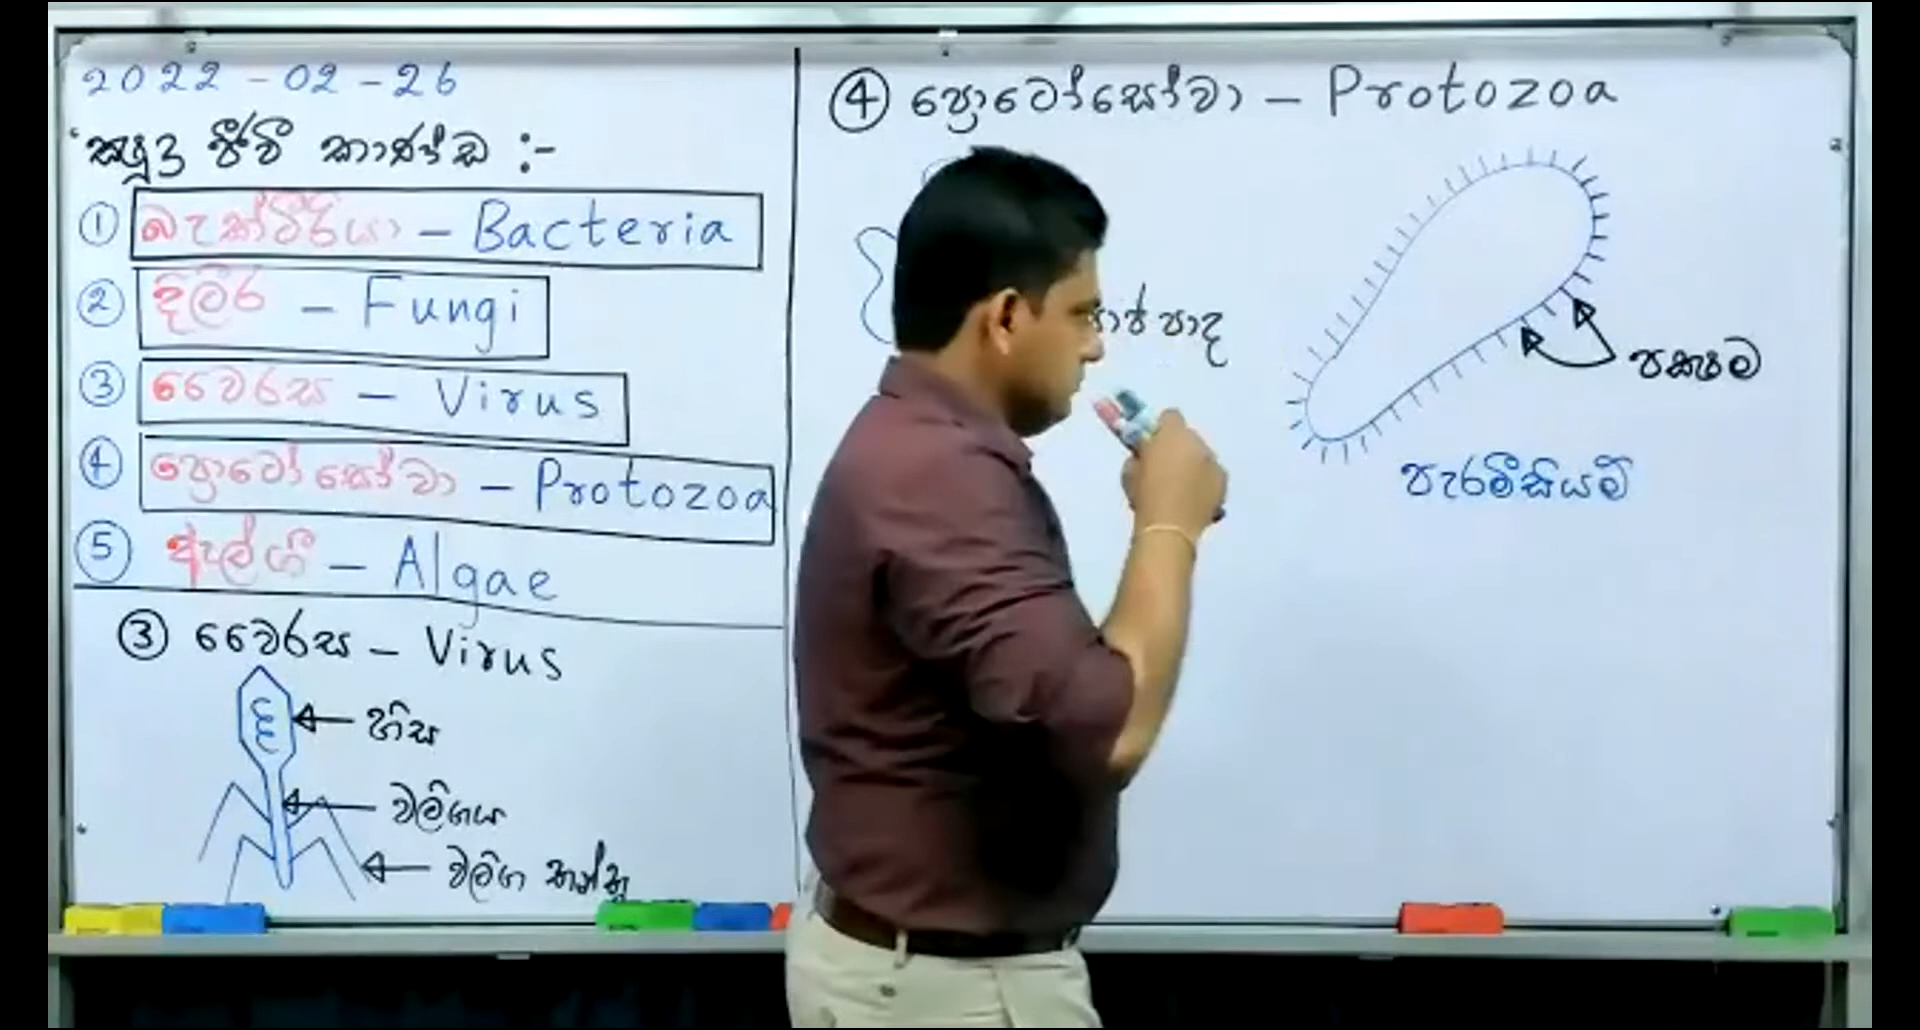 2022-02-26
ක්ෂුද්‍ර ජීවී කාණ්ඩ :-
① බැක්ටීරියා - Bacteria
② දිලීර - Fungi
③ වෛරස - Virus
④ ප්‍රොටෝසෝවා - Protozoa
⑤ ඇල්ගී - Algae
③ වෛරස - Virus
හිස
වලිගය
වලිග තන්තු
④ ප්‍රොටෝසෝවා - Protozoa
පාද
පක්ෂම
පැරමීසියම්